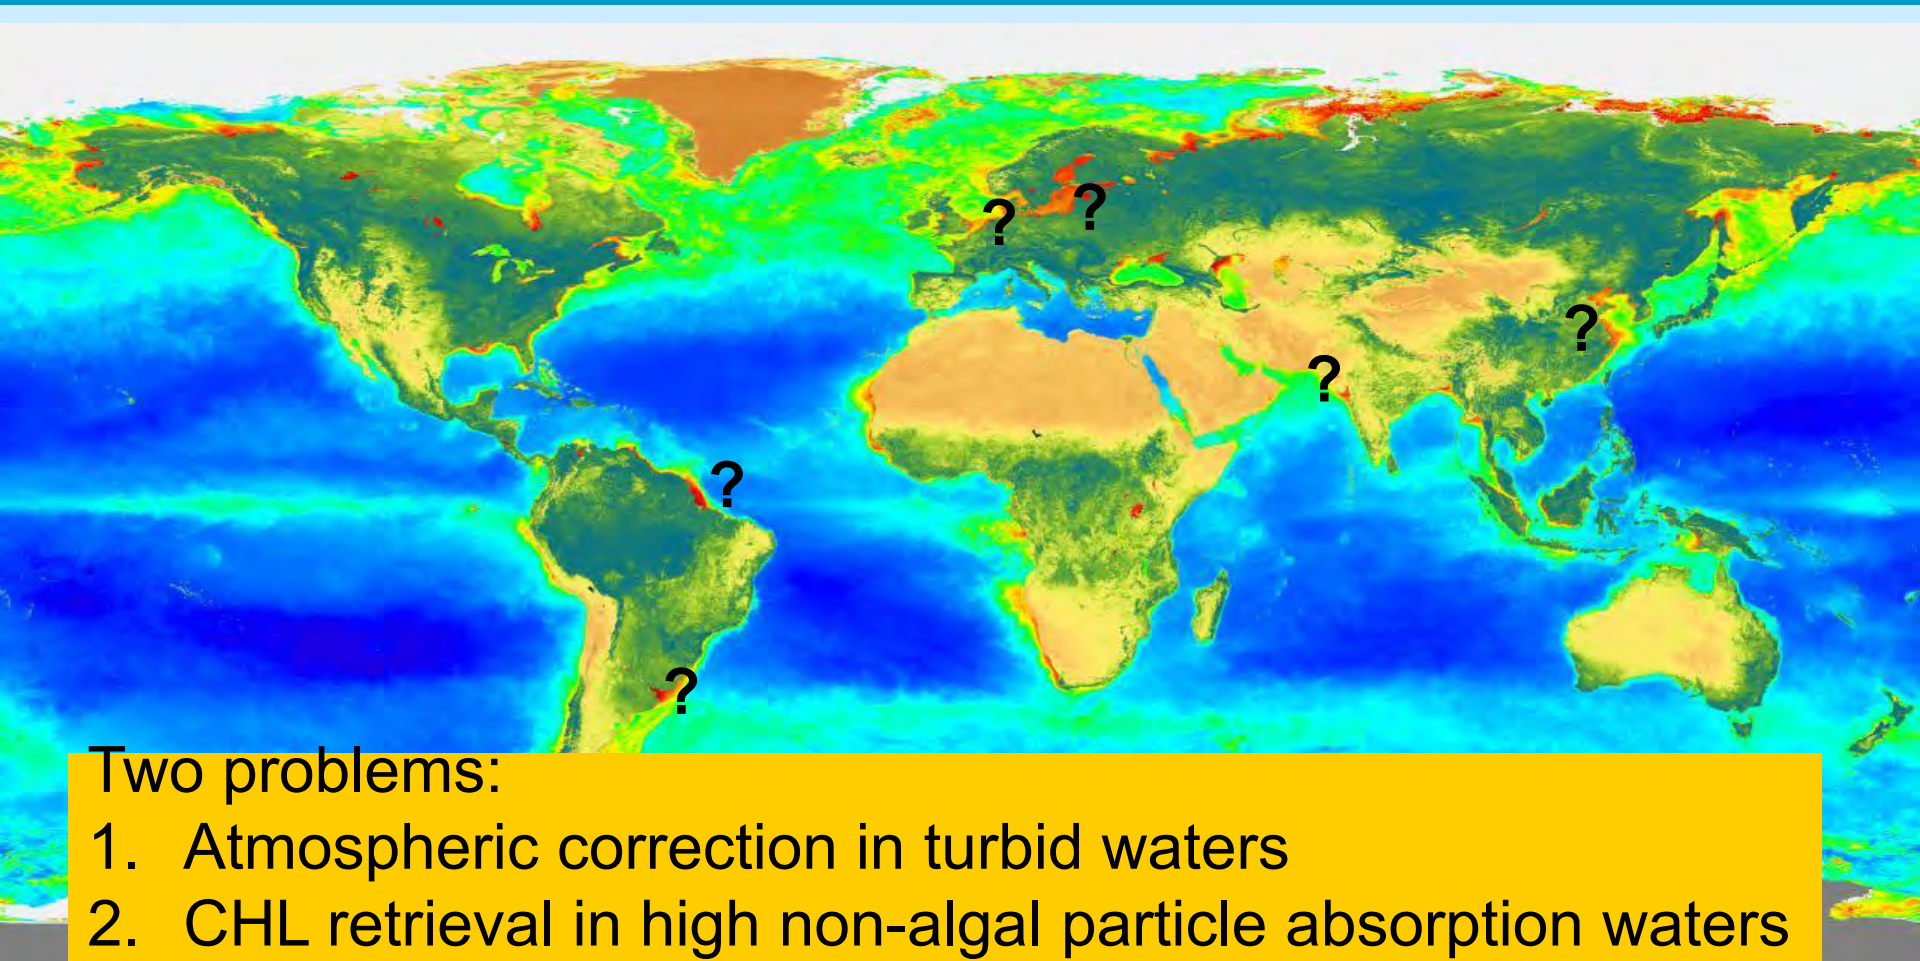 ?
?
?
?
?
?
Two problems:
1. Atmospheric correction in turbid waters
2. CHL retrieval in high non-algal particle absorption waters